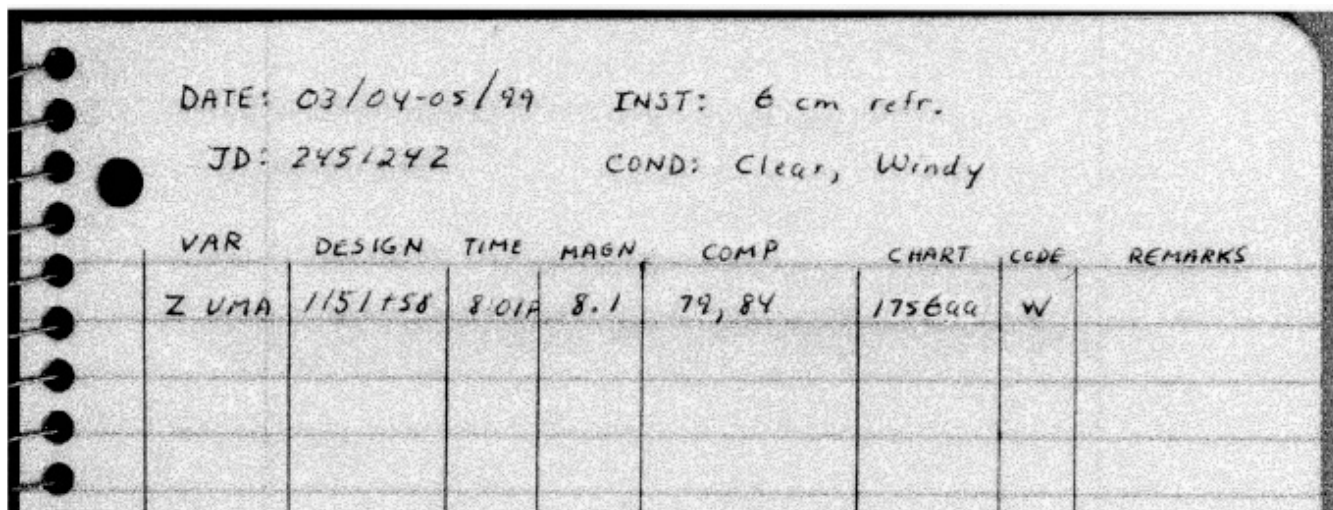 DATE: 03/04-05/99 INST: 6 cm refr.
JD: 2451242 COND: Clear, Windy
VAR DESIGN TIME MAGN COMP CHART CODE REMARKS
Z UMA 1151+58 8:01P 8.1 79, 84 1756aa W